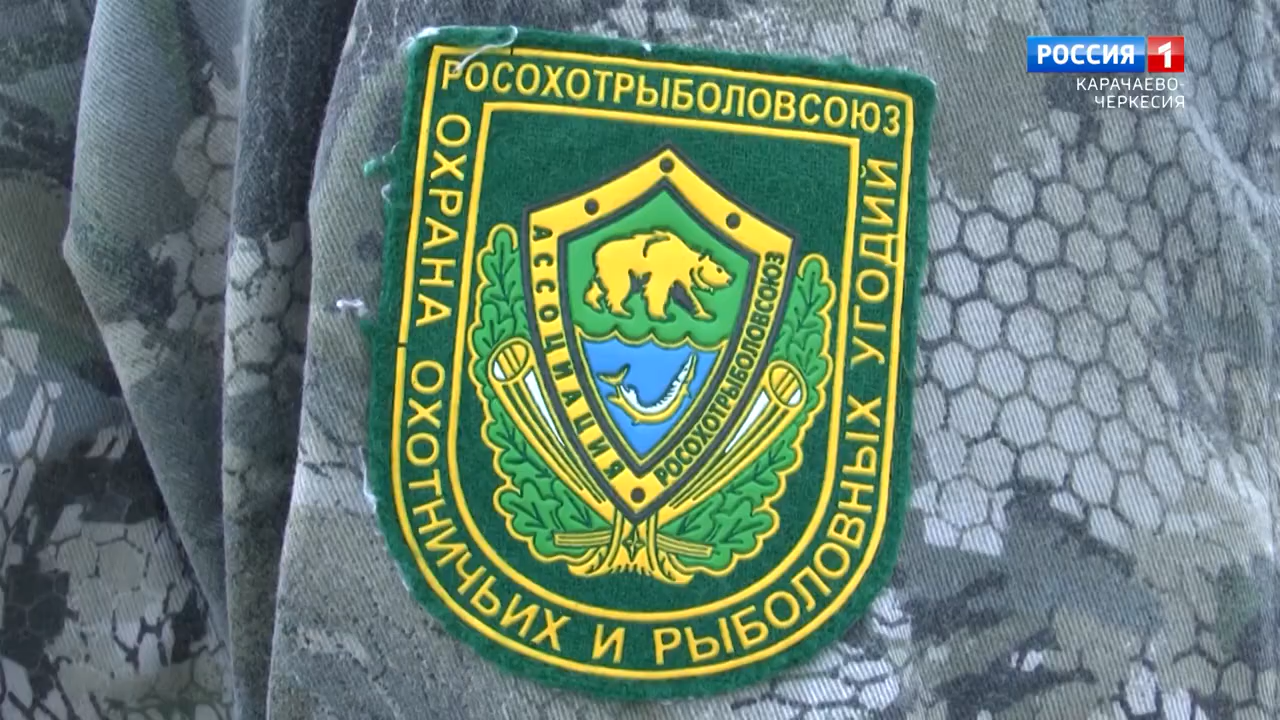 РОССИЯ 1
КАРАЧАЕВО-
ЧЕРКЕСИЯ
РОСОХОТРЫБОЛОВСОЮЗ
ОХРАНА ОХОТНИЧЬИХ И РЫБОЛОВНЫХ УГОДИЙ
АССОЦИАЦИЯ
РОСОХОТРЫБОЛОВСОЮЗ